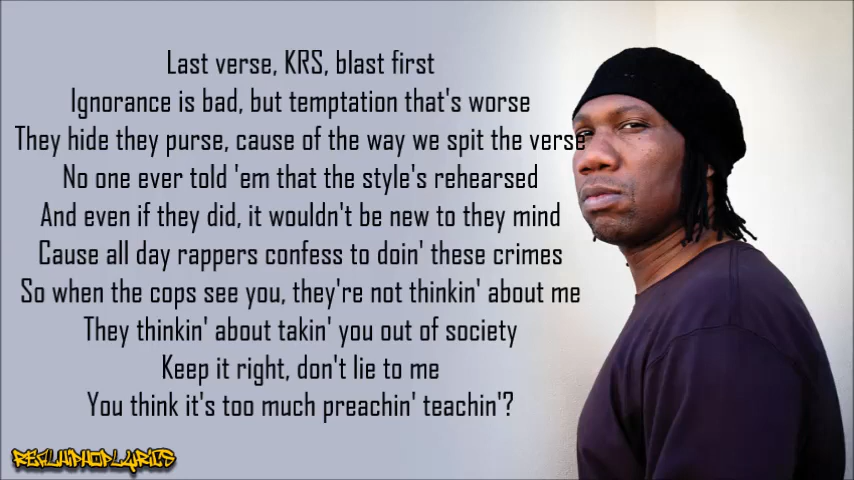 Last verse, KRS, blast first
Ignorance is bad, but temptation that's worse
They hide they purse, cause of the way we spit the verse
No one ever told 'em that the style's rehearsed
And even if they did, it wouldn't be new to they mind
Cause all day rappers confess to doin' these crimes
So when the cops see you, they're not thinkin' about me
They thinkin' about takin' you out of society
Keep it right, don't lie to me
You think it's too much preachin' teachin'?
REALHIPHOPLYRICS